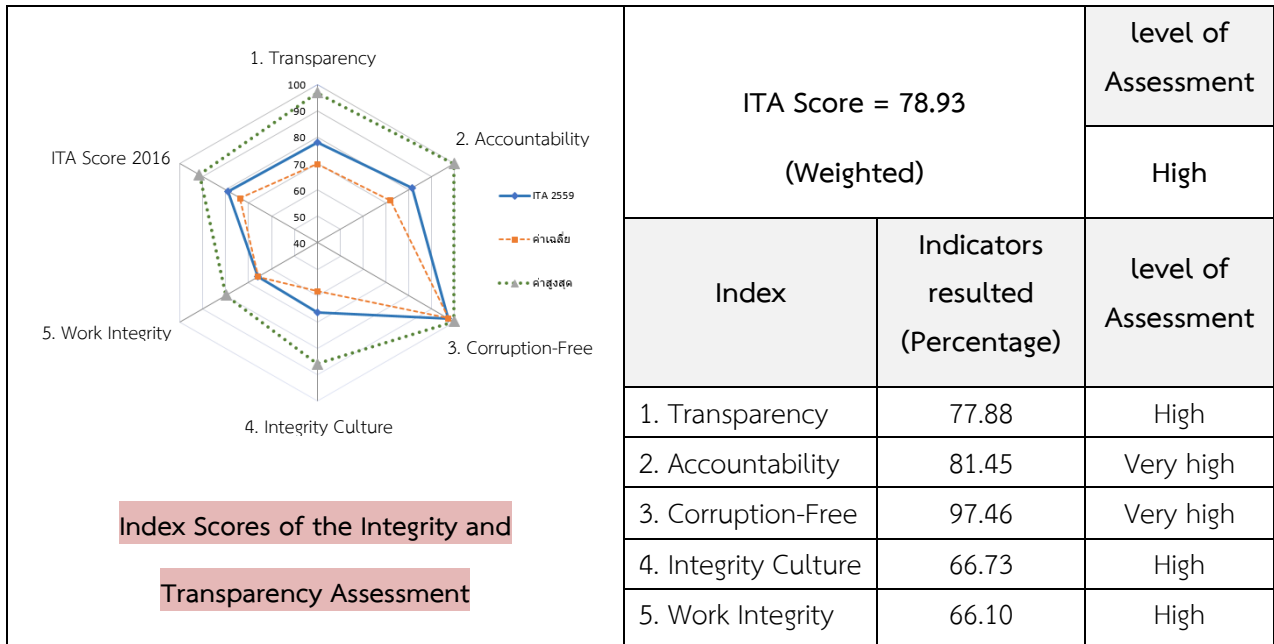 1. Transparency
100
90
80
70
60
50
40
2. Accountability
3. Corruption-Free
4. Integrity Culture
5. Work Integrity
ITA Score 2016
ITA 2559
ค่าเฉลี่ย
ค่าสูงสุด
Index Scores of the Integrity and
Transparency Assessment
ITA Score = 78.93
(Weighted)
level of
Assessment
High
Index
Indicators
resulted
(Percentage)
level of
Assessment
1. Transparency 77.88 High
2. Accountability 81.45 Very high
3. Corruption-Free 97.46 Very high
4. Integrity Culture 66.73 High
5. Work Integrity 66.10 High